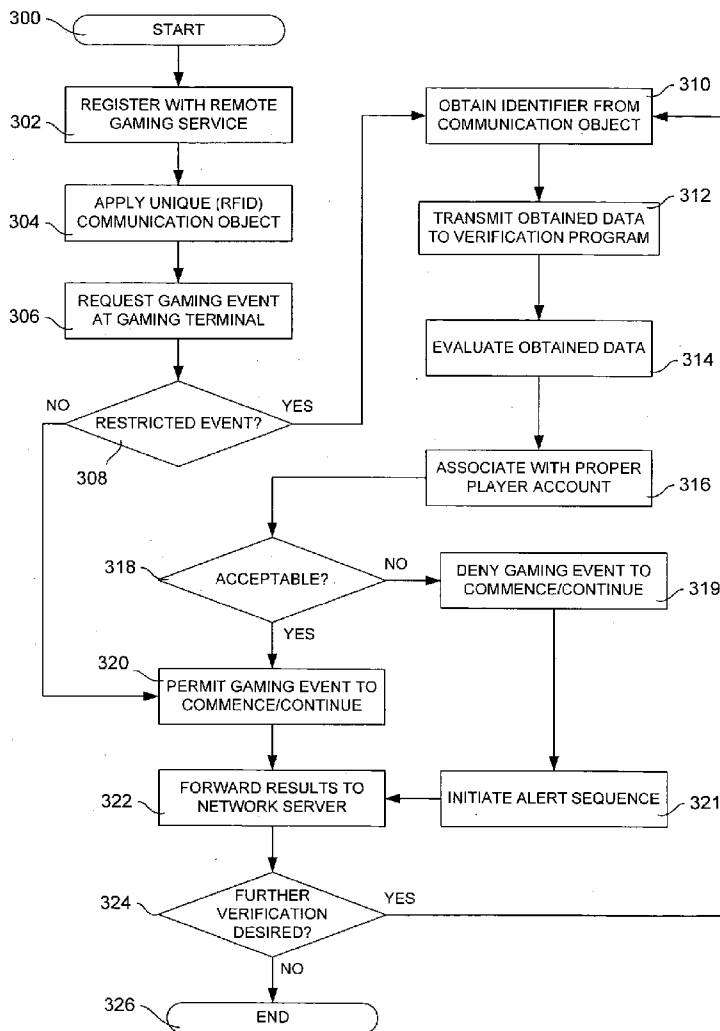 300
START
302
REGISTER WITH REMOTE
GAMING SERVICE
304
APPLY UNIQUE (RFID)
COMMUNICATION OBJECT
306
REQUEST GAMING EVENT
AT GAMING TERMINAL
NO
YES
RESTRICTED EVENT?
308
310
OBTAIN IDENTIFIER FROM
COMMUNICATION OBJECT
312
TRANSMIT OBTAINED DATA
TO VERIFICATION PROGRAM
EVALUATE OBTAINED DATA
314
ASSOCIATE WITH PROPER
PLAYER ACCOUNT
316
318
ACCEPTABLE?
NO
YES
DENY GAMING EVENT TO
COMMENCE/CONTINUE
319
320
PERMIT GAMING EVENT TO
COMMENCE/CONTINUE
322
FORWARD RESULTS TO
NETWORK SERVER
INITIATE ALERT SEQUENCE
321
324
FURTHER
VERIFICATION
DESIRED?
YES
NO
326
END